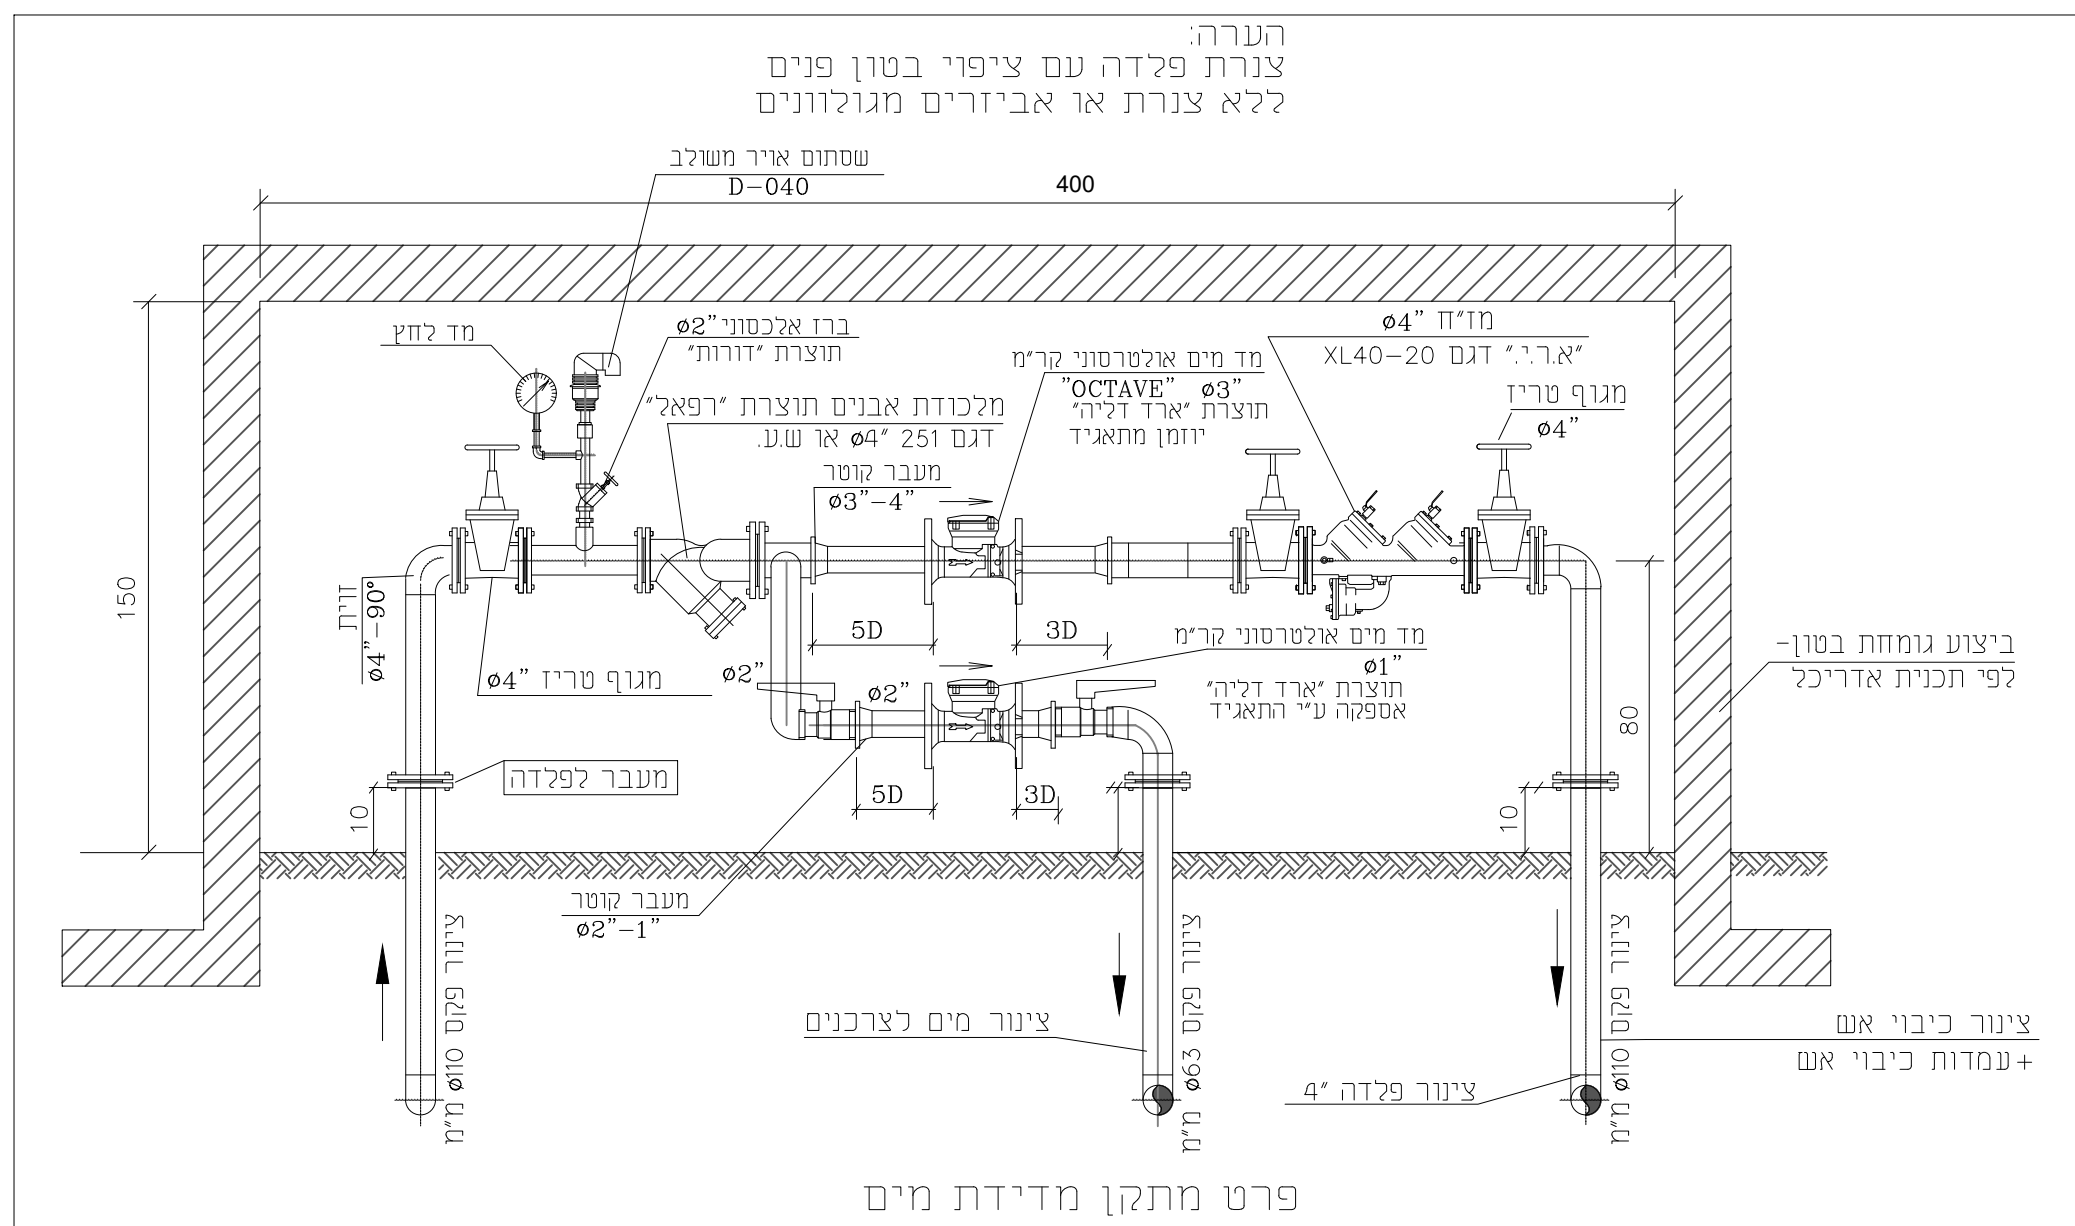 הערה:
צנרת פלדה עם ציפוי בטון פנים
ללא צנרת או אביזרים מגולוונים
שסתום אויר משולב
D-040
400
150
מד לחץ
ברז אלכסוני ø2"
תוצרת "דורות"
מלכודת אבנים תוצרת "רפאל"
דגם 251 ø4" או ש.ע.
מעבר קוטר
ø3"-4"
מד מים אולטרסוני קר"מ
"OCTAVE" ø3"
תוצרת "ארד דליה"
יוזמן מתאגיד
מז"ח ø4"
"א.ר.י." דגם XL40-20
מגוף טריז
ø4"
זוית
ø4"-90°
מגוף טריז ø4"
5D
3D
ø2"
ø2"
מד מים אולטרסוני קר"מ
ø1"
תוצרת "ארד דליה"
אספקה ע"י התאגיד
ביצוע גומחת בטון-
לפי תכנית אדריכל
80
מעבר לפלדה
10
5D
3D
10
מעבר קוטר
ø2"-1"
צינור פקס ø110 מ"מ
צינור פקס ø63 מ"מ
צינור פקס ø110 מ"מ
צינור מים לצרכנים
צינור כיבוי אש
+עמדות כיבוי אש
צינור פלדה 4"
פרט מתקן מדידת מים